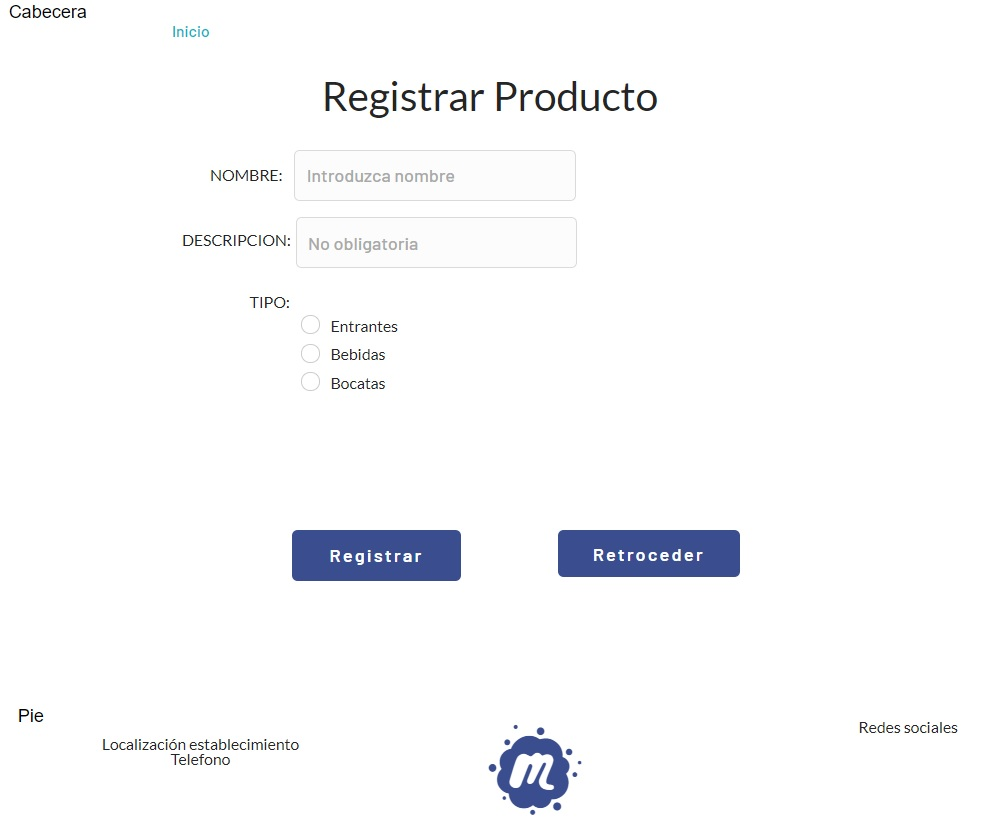 Cabecera
Inicio
Registrar Producto
NOMBRE: Introduzca nombre
DESCRIPCION: No obligatoria
TIPO:
Entrantes
Bebidas
Bocatas
Registrar Retroceder
Pie
Redes sociales
Localización establecimiento
Telefono
m